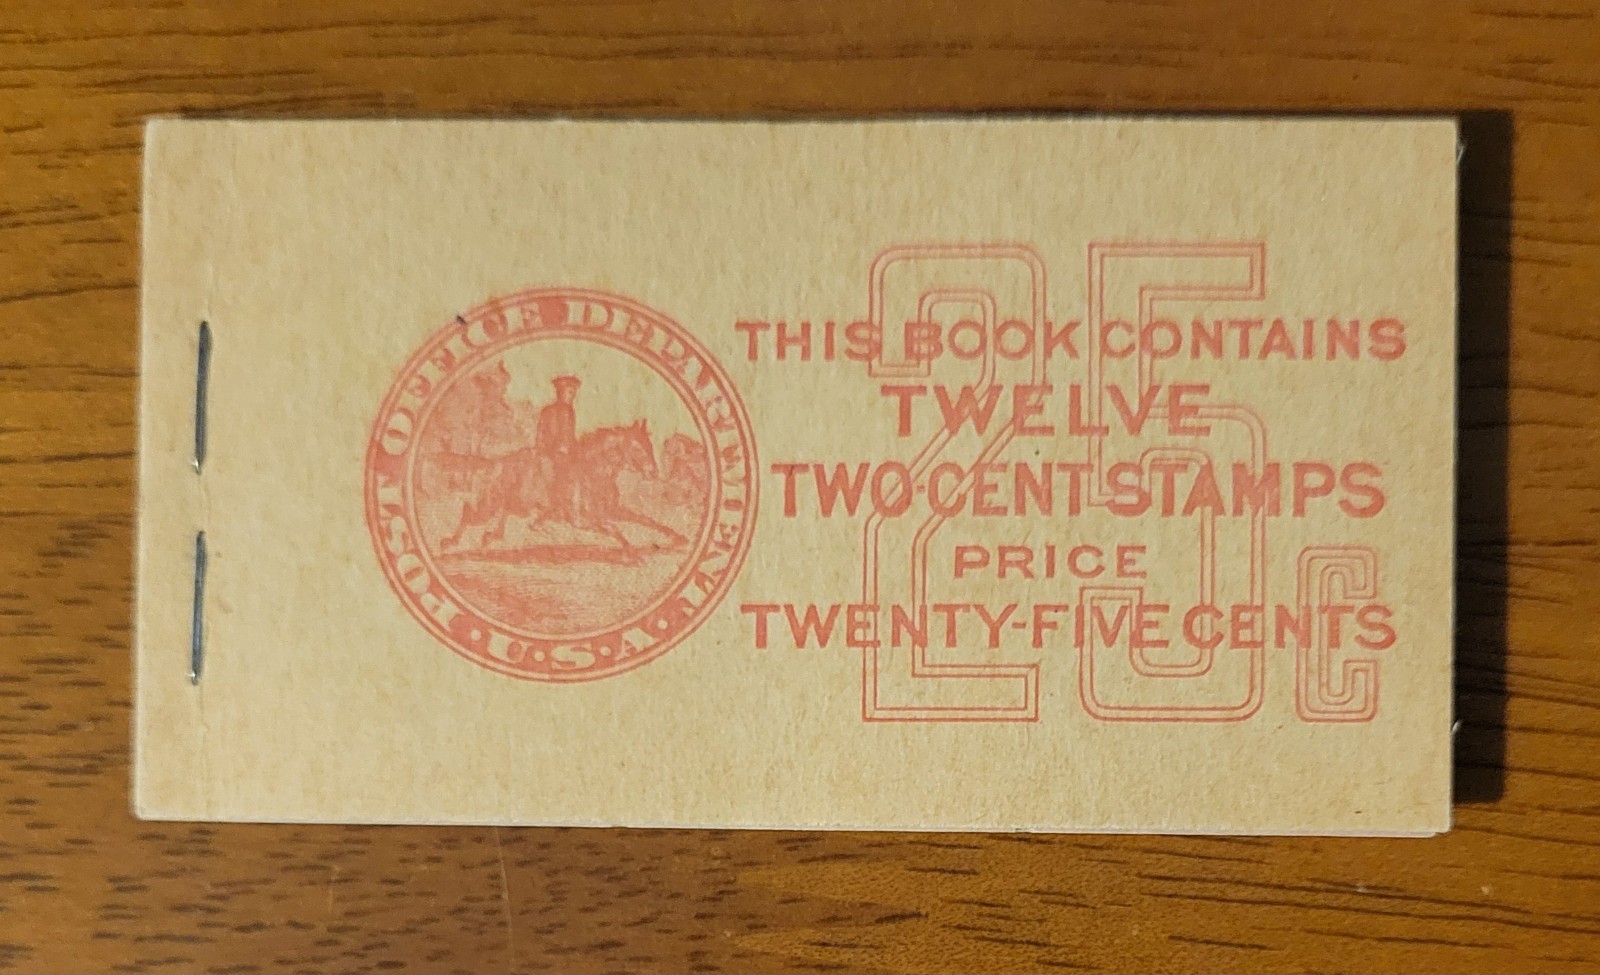 POST OFFICE DEPARTMENT
·U·S·A·
THIS BOOK CONTAINS
TWELVE
TWO-CENT STAMPS
PRICE
TWENTY-FIVE CENTS
25c